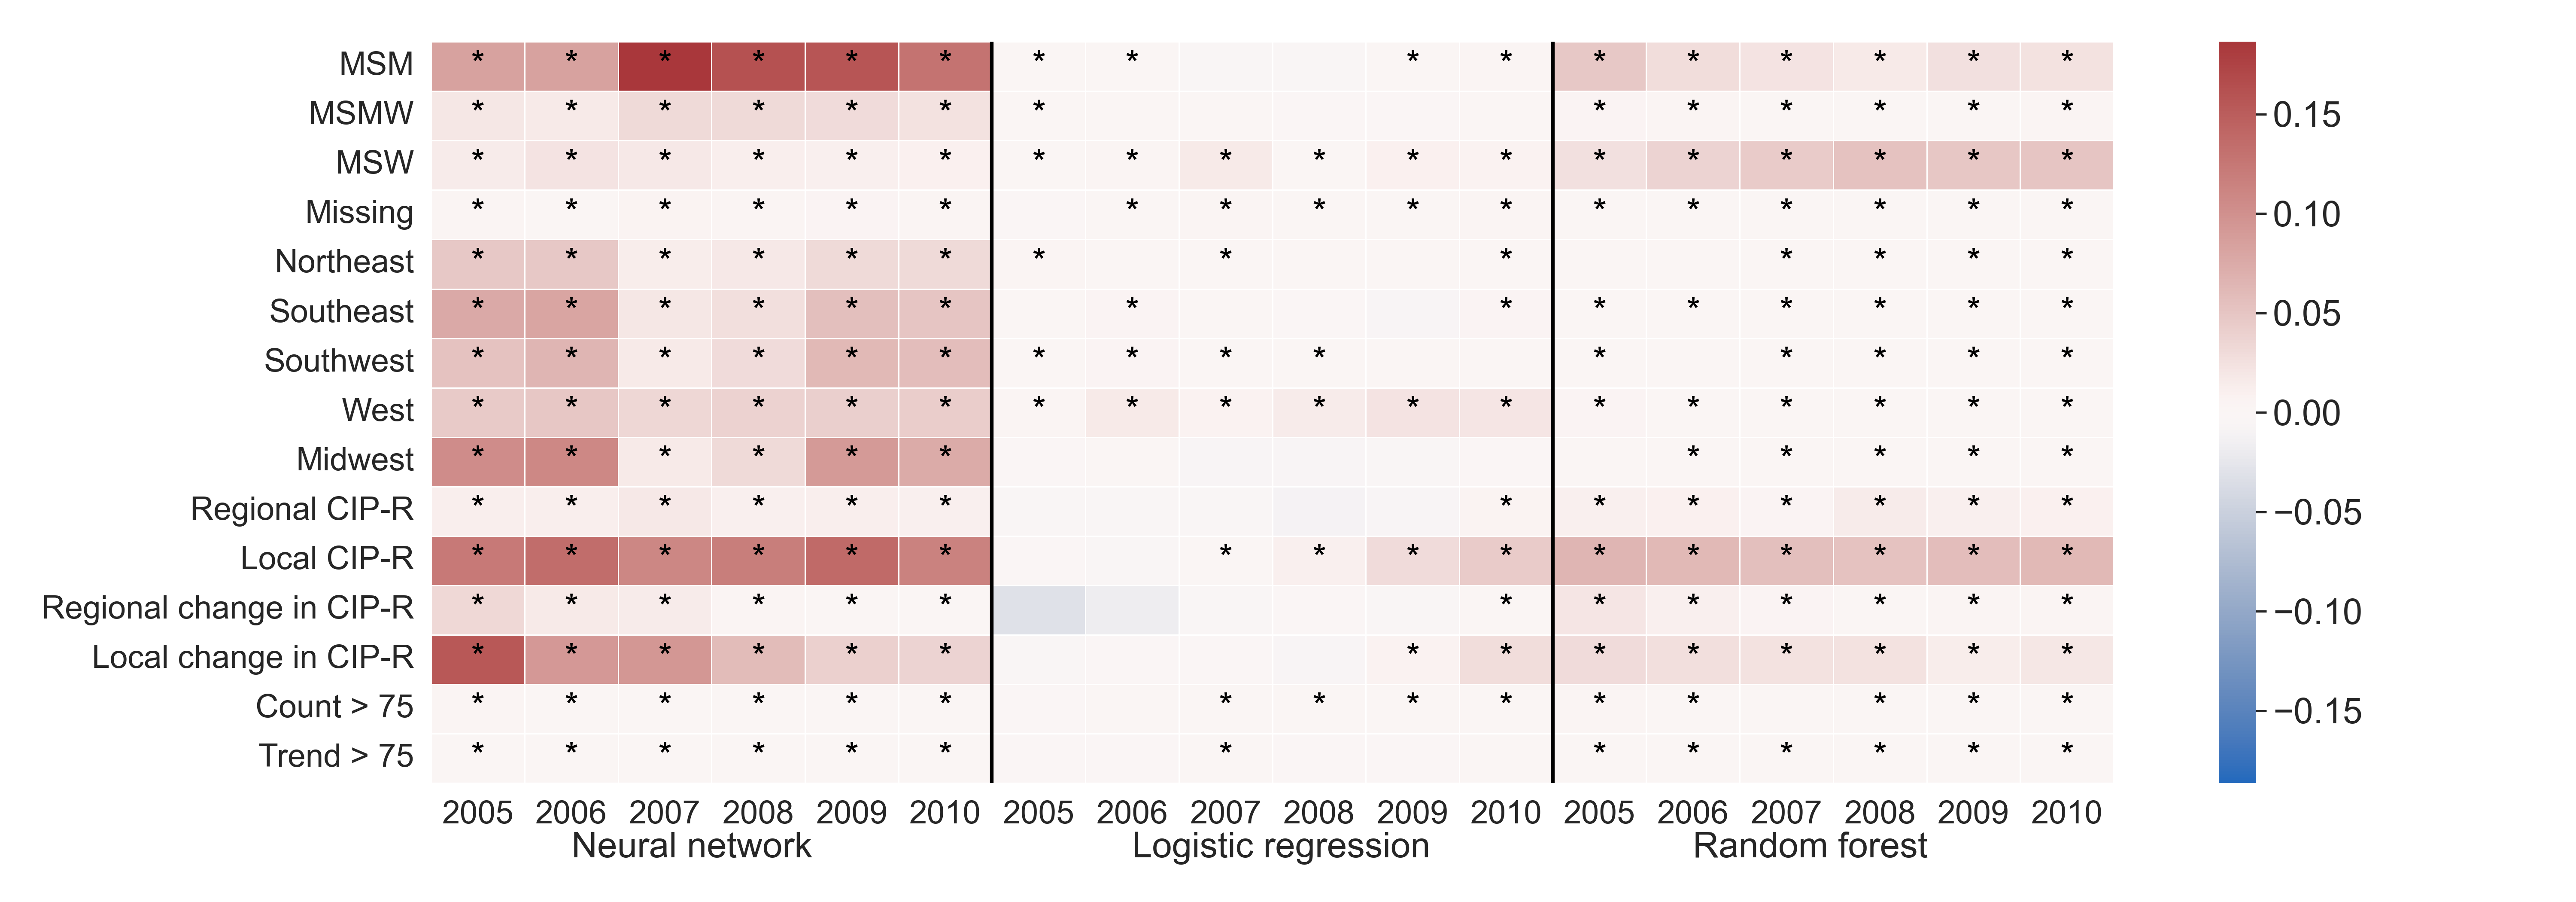 MSM * * * * * * * * * * * * * * * *
MSMW * * * * * * * * * * * * *
MSW * * * * * * * * * * * * * * * * * *
Missing * * * * * * * * * * * * * * * * *
Northeast * * * * * * * * * * * * *
Southeast * * * * * * * * * * * * * *
Southwest * * * * * * * * * * * * * * *
West * * * * * * * * * * * * * * * * * *
Midwest * * * * * * * * * * *
Regional CIP-R * * * * * * * * * * * * *
Local CIP-R * * * * * * * * * * * * * * * *
Regional change in CIP-R * * * * * * * * * * * * *
Local change in CIP-R * * * * * * * * * * * * * *
Count > 75 * * * * * * * * * * * * * * *
Trend > 75 * * * * * * * * * * * * *
2005 2006 2007 2008 2009 2010 2005 2006 2007 2008 2009 2010 2005 2006 2007 2008 2009 2010
Neural network Logistic regression Random forest
0.15
0.10
0.05
0.00
−0.05
−0.10
−0.15